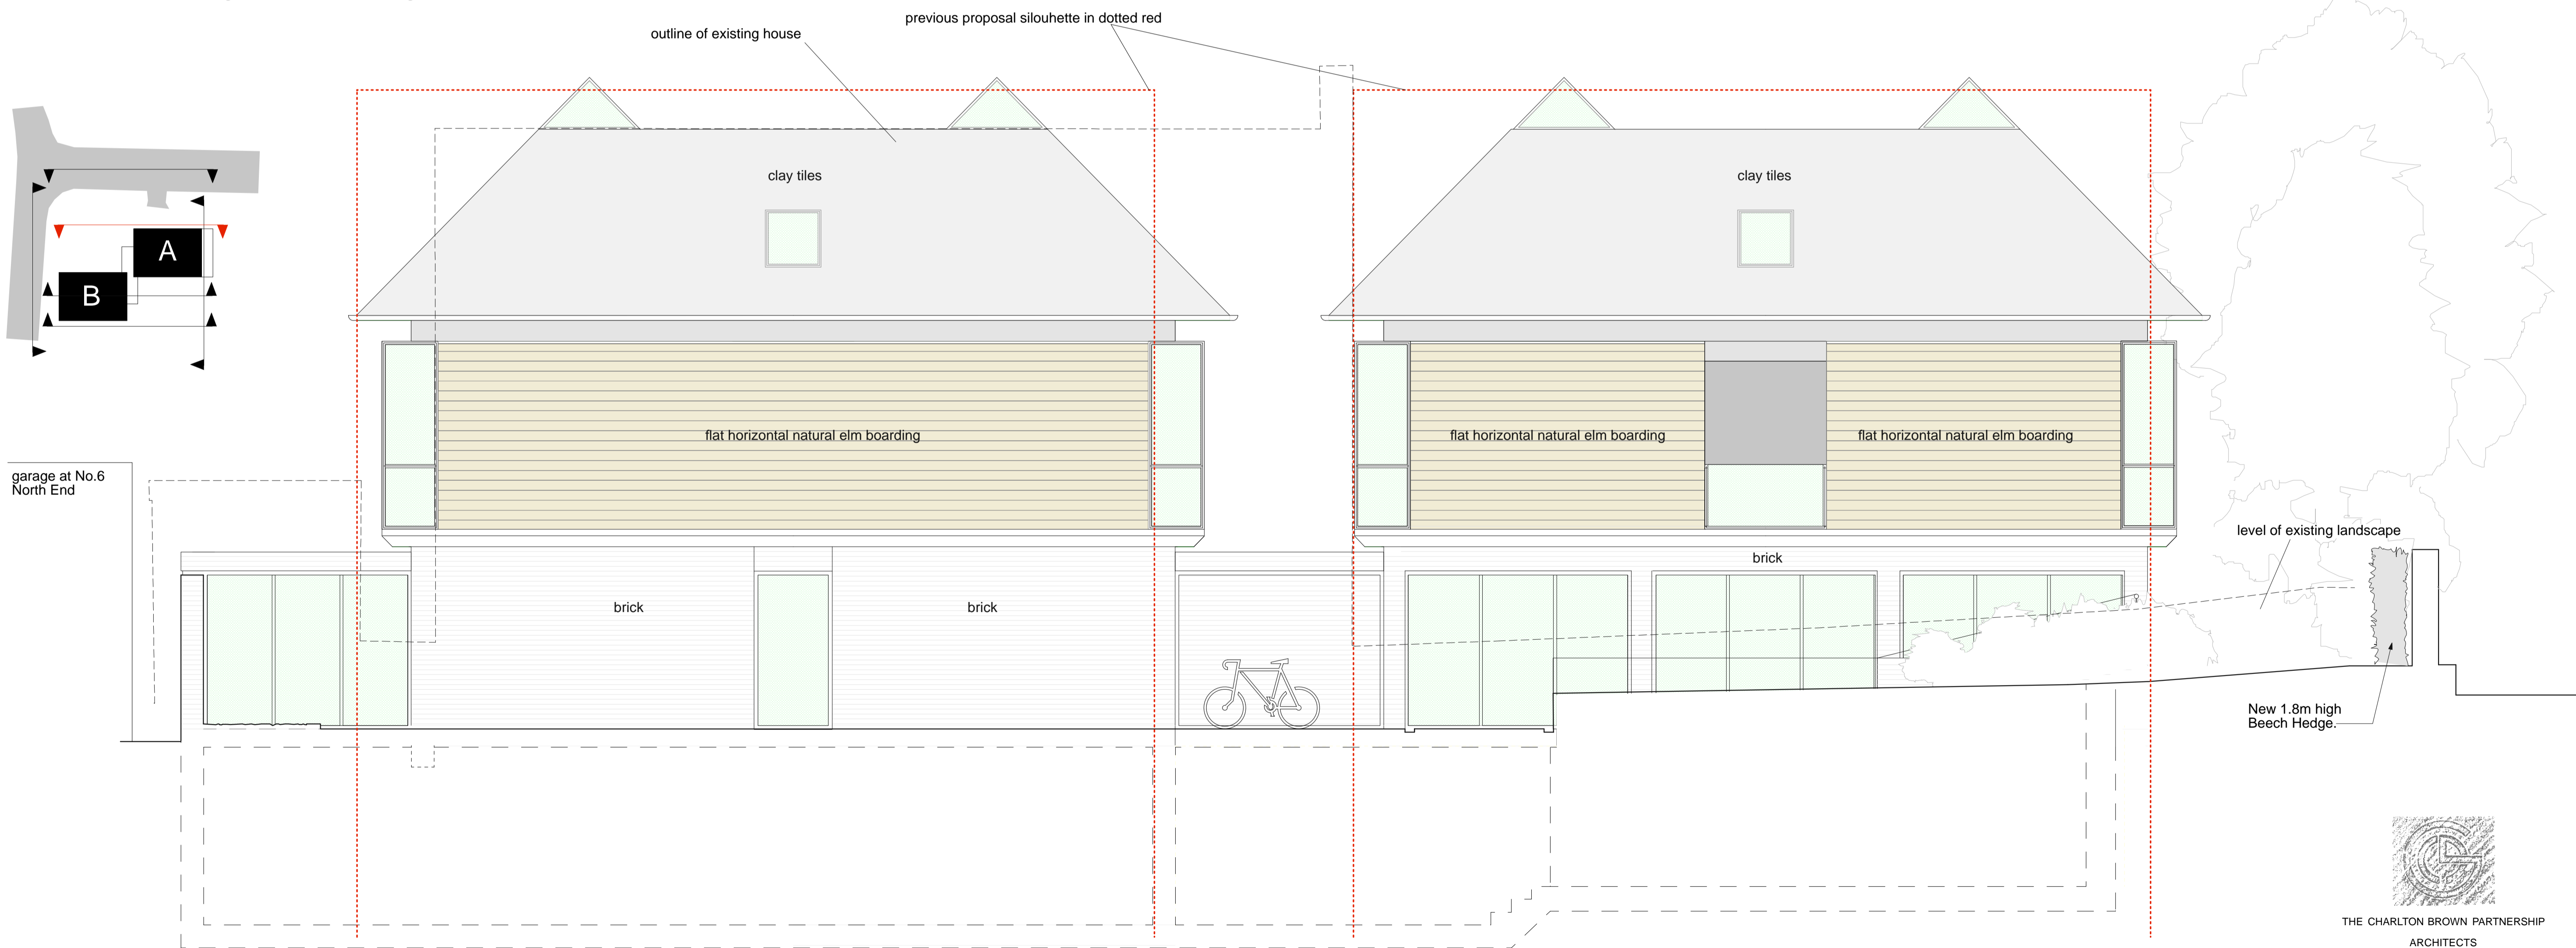 previous proposal silouhette in dotted red
outline of existing house
clay tiles
clay tiles
A
B
flat horizontal natural elm boarding
flat horizontal natural elm boarding
flat horizontal natural elm boarding
garage at No.6
North End
level of existing landscape
brick
brick
brick
New 1.8m high
Beech Hedge.
THE CHARLTON BROWN PARTNERSHIP
ARCHITECTS